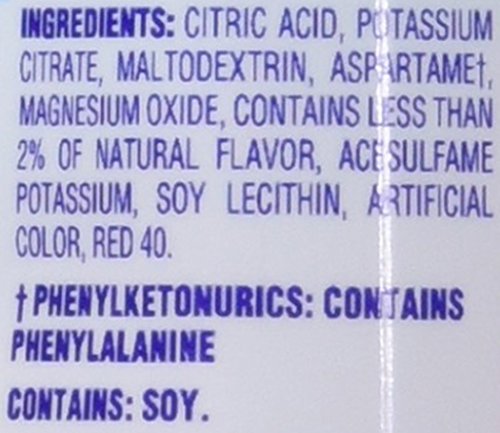 INGREDIENTS: CITRIC ACID, POTASSIUM
CITRATE, MALTODEXTRIN, ASPARTAME†,
MAGNESIUM OXIDE, CONTAINS LESS THAN
2% OF NATURAL FLAVOR, ACESULFAME
POTASSIUM, SOY LECITHIN, ARTIFICIAL
COLOR, RED 40.
† PHENYLKETONURICS: CONTAINS
PHENYLALANINE
CONTAINS: SOY.